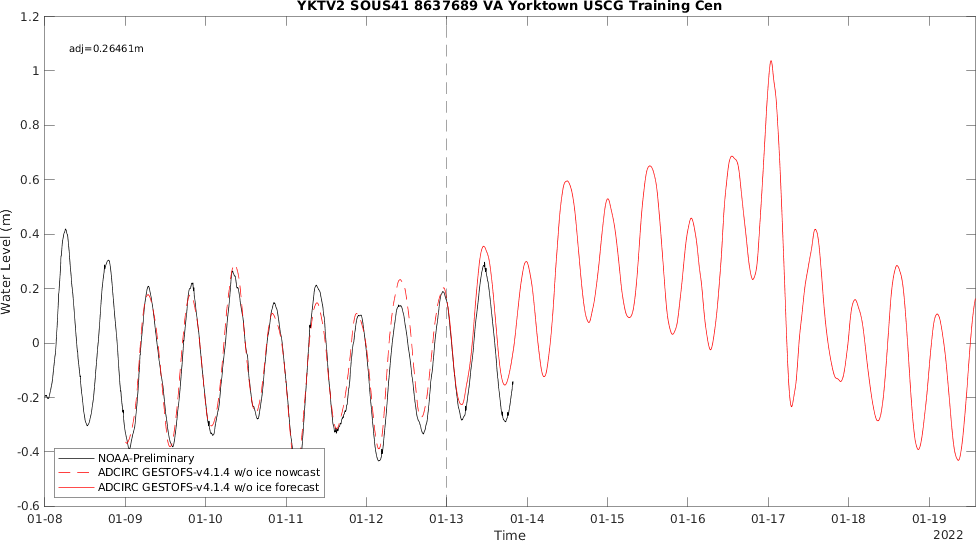 YKTV2 SOUS41 8637689 VA Yorktown USCG Training Cen
adj=0.26461m
1.2
1
0.8
0.6
0.4
0.2
0
-0.2
-0.4
-0.6
Water Level (m)
NOAA-Preliminary
ADCIRC GESTOFS-v4.1.4 w/o ice nowcast
ADCIRC GESTOFS-v4.1.4 w/o ice forecast
01-08 01-09 01-10 01-11 01-12 01-13 01-14 01-15 01-16 01-17 01-18 01-19
Time
2022